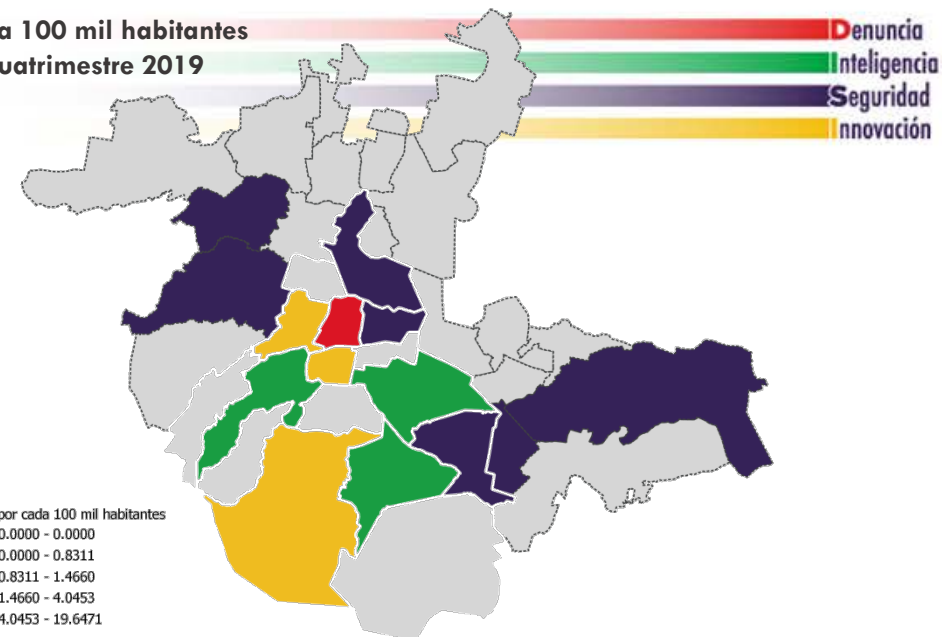 a 100 mil habitantes
uatrimestre 2019
Denuncia
Inteligencia
Seguridad
Innovación
por cada 100 mil habitantes
0.0000 - 0.0000
0.0000 - 0.8311
0.8311 - 1.4660
1.4660 - 4.0453
4.0453 - 19.6471